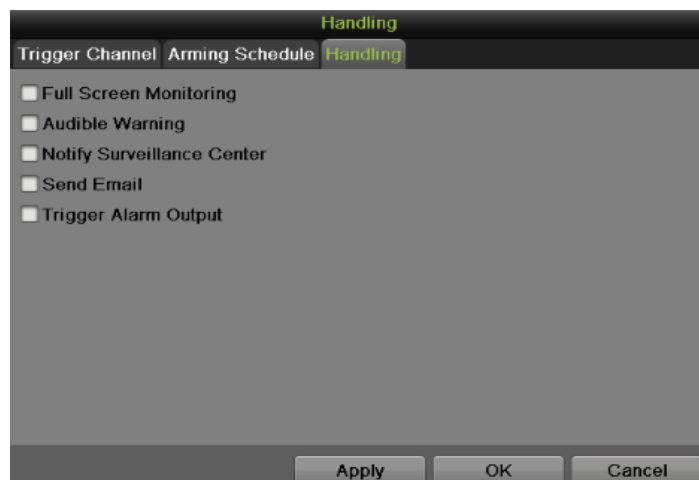 Handling
Trigger Channel Arming Schedule Handling
Full Screen Monitoring
Audible Warning
Notify Surveillance Center
Send Email
Trigger Alarm Output
Apply OK Cancel